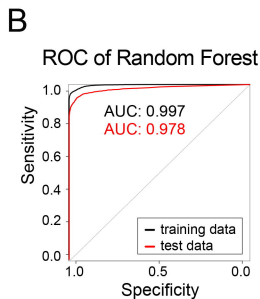 B
ROC of Random Forest
Sensitivity
1.0
0.8
0.6
0.4
0.2
0.0
AUC: 0.997
AUC: 0.978
training data
test data
1.0 0.5 0.0
Specificity